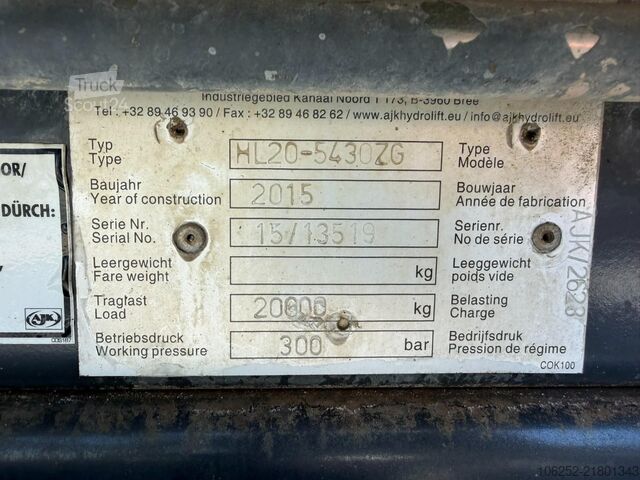 Truck
Scout24
Industriegebied Kanaal Noord 1173, B-3960 Bree
Tel : +32 89 46 93 90 / Fax : +32 89 46 82 62 / www.ajkhydrolift.eu / info@ajkhydrolift.eu
Typ
Type
HL20-5430ZG
Type
Modèle
Baujahr
Year of construction
2015
Bouwjaar
Année de fabrication
Serie Nr.
Serial No.
15/13519
Serienr.
No de série
Leergewicht
Fare weight
kg
Leeggewicht
poids vide
Tragfast
Load
20000
kg
Belasting
Charge
Betriebsdruck
Working pressure
300
bar
Bedrijfsdruk
Pression de régime
COK100
AJK/2628
OR/
DÜRCH:
AJK
COS187
106252-21801343